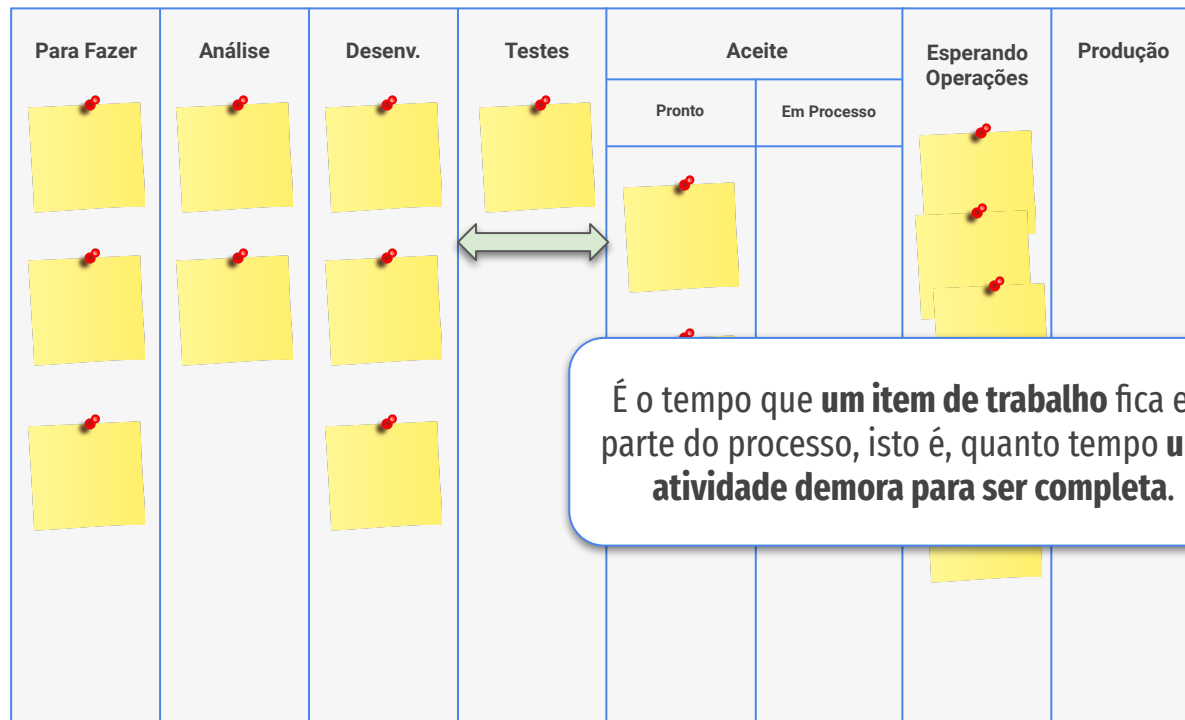 Para Fazer
Análise
Desenv.
Testes
Aceite
Esperando
Operações
Produção
Pronto
Em Processo
É o tempo que um item de trabalho fica
parte do processo, isto é, quanto tempo
atividade demora para ser completa.